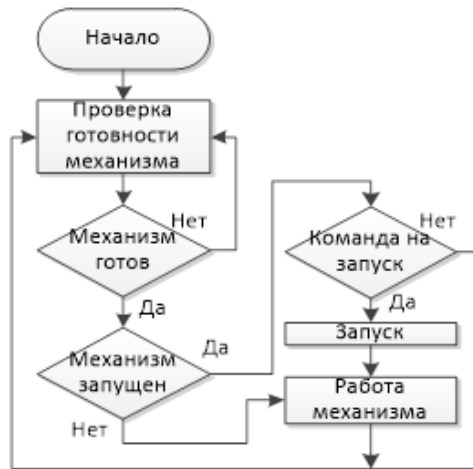 Начало
Проверка
готовности
механизма
Нет
Механизм
готов
Да
Механизм
запущен
Да
Нет
Команда на
запуск
Нет
Да
Запуск
Работа
механизма